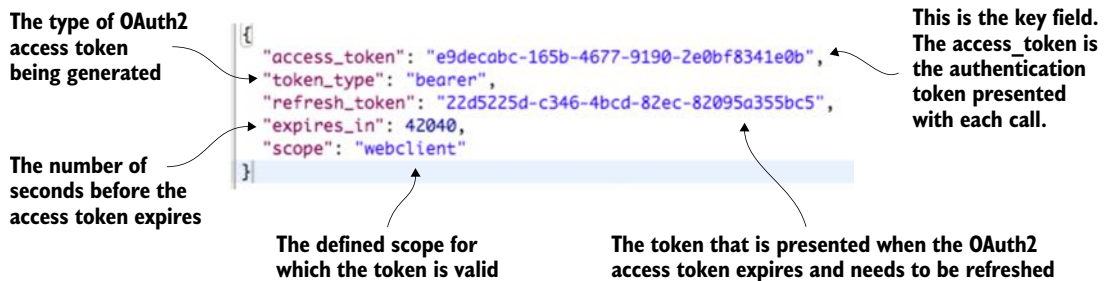 The type of OAuth2
access token
being generated
{
"access_token": "e9decabc-165b-4677-9190-2e0bf8341e0b",
"token_type": "bearer",
"refresh_token": "22d5225d-c346-4bcd-82ec-82095a355bc5",
"expires_in": 42040,
"scope": "webclient"
}
This is the key field.
The access_token is
the authentication
token presented
with each call.
The number of
seconds before the
access token expires
The defined scope for
which the token is valid
The token that is presented when the OAuth2
access token expires and needs to be refreshed